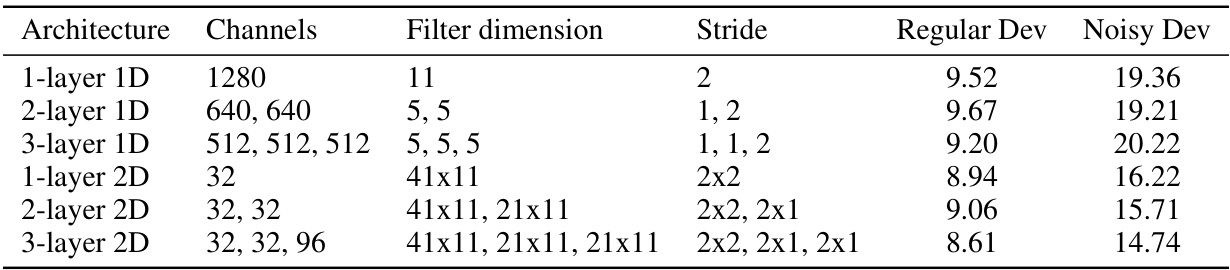 Architecture Channels Filter dimension Stride Regular Dev Noisy Dev
1-layer 1D 1280 11 2 9.52 19.36
2-layer 1D 640, 640 5, 5 1, 2 9.67 19.21
3-layer 1D 512, 512, 512 5, 5, 5 1, 1, 2 9.20 20.22
1-layer 2D 32 41x11 2x2 8.94 16.22
2-layer 2D 32, 32 41x11, 21x11 2x2, 2x1 9.06 15.71
3-layer 2D 32, 32, 96 41x11, 21x11, 21x11 2x2, 2x1, 2x1 8.61 14.74